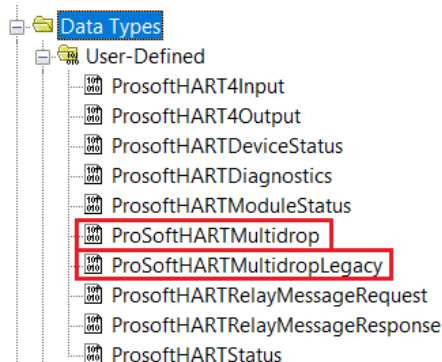 Data Types
User-Defined
ProsoftHART4Input
ProsoftHART4Output
ProsoftHARTDeviceStatus
ProsoftHARTDiagnostics
ProsoftHARTModuleStatus
ProSoftHARTMultidrop
ProSoftHARTMultidropLegacy
ProsoftHARTRelayMessageRequest
ProsoftHARTRelayMessageResponse
ProsoftHARTStatus